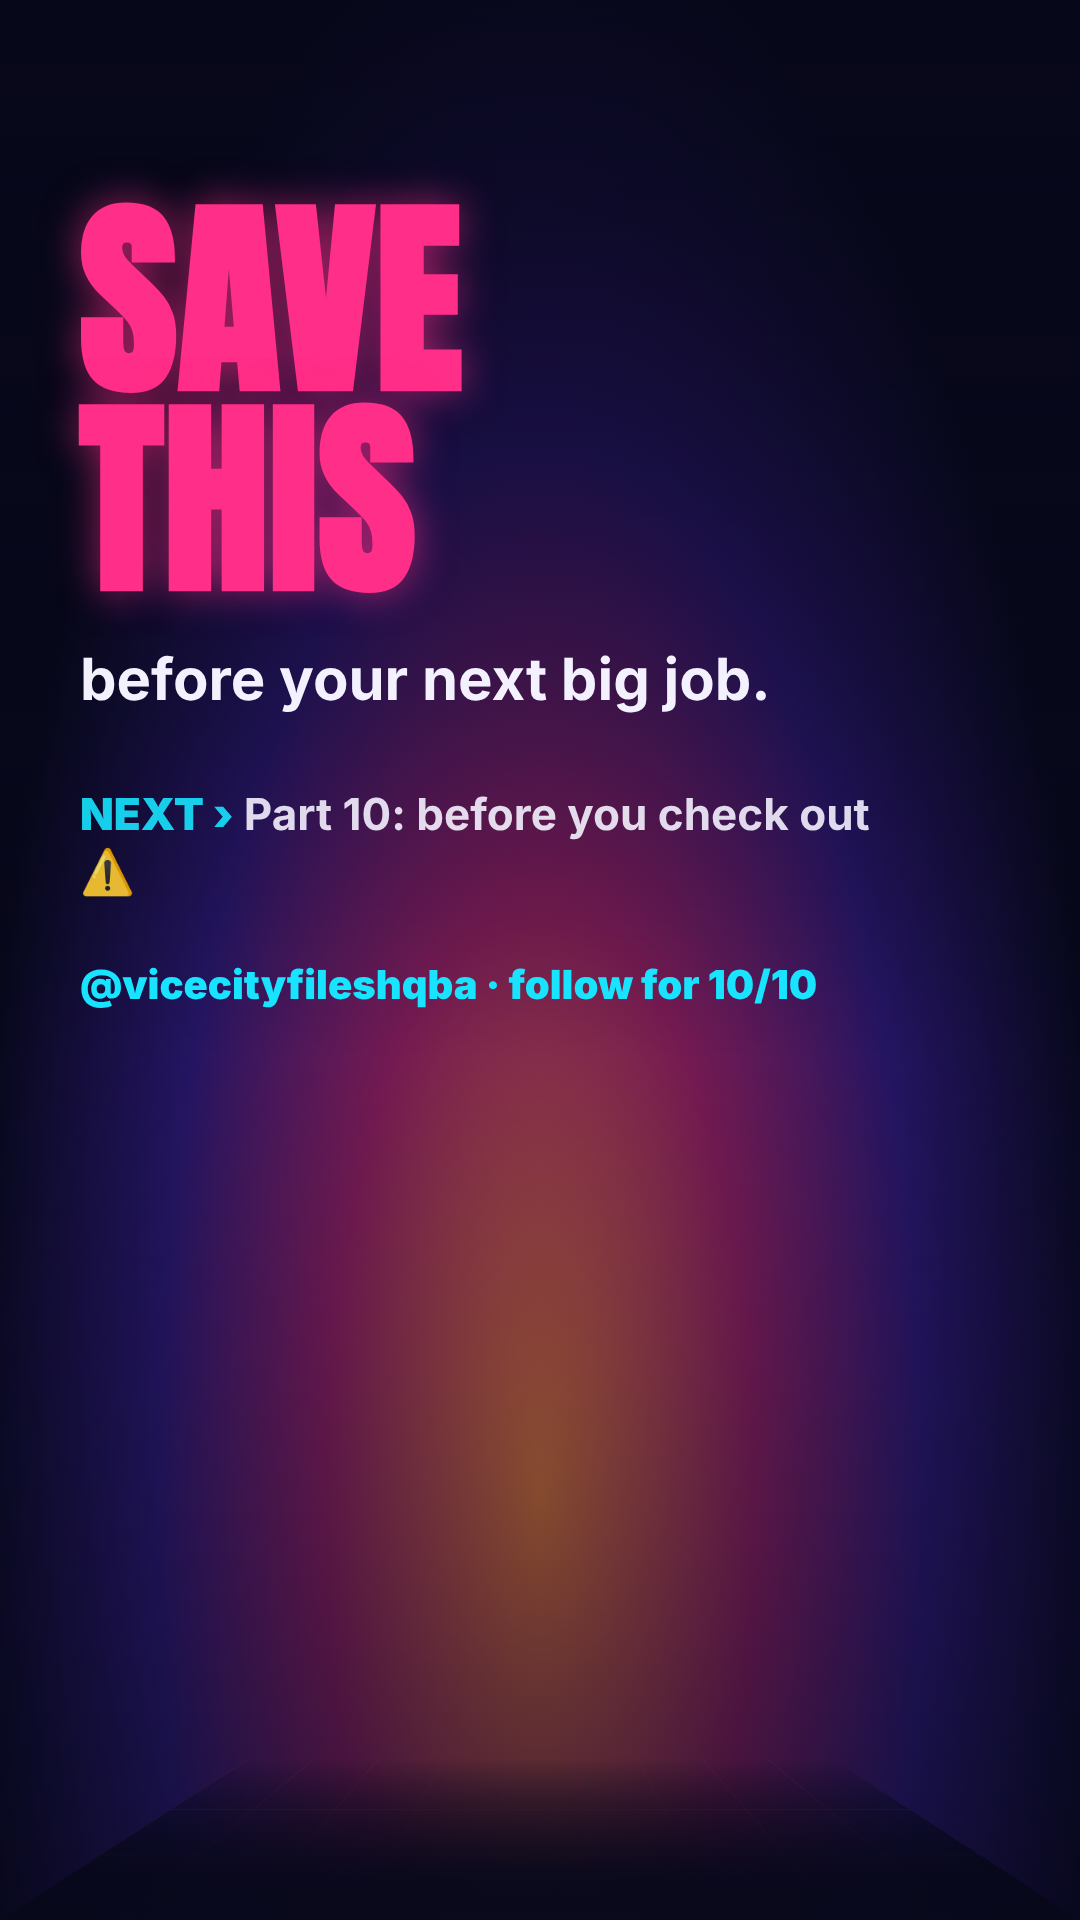 SAVE
THIS
before your next big job.
NEXT › Part 10: before you check out
⚠️
@vicecityfileshqba · follow for 10/10